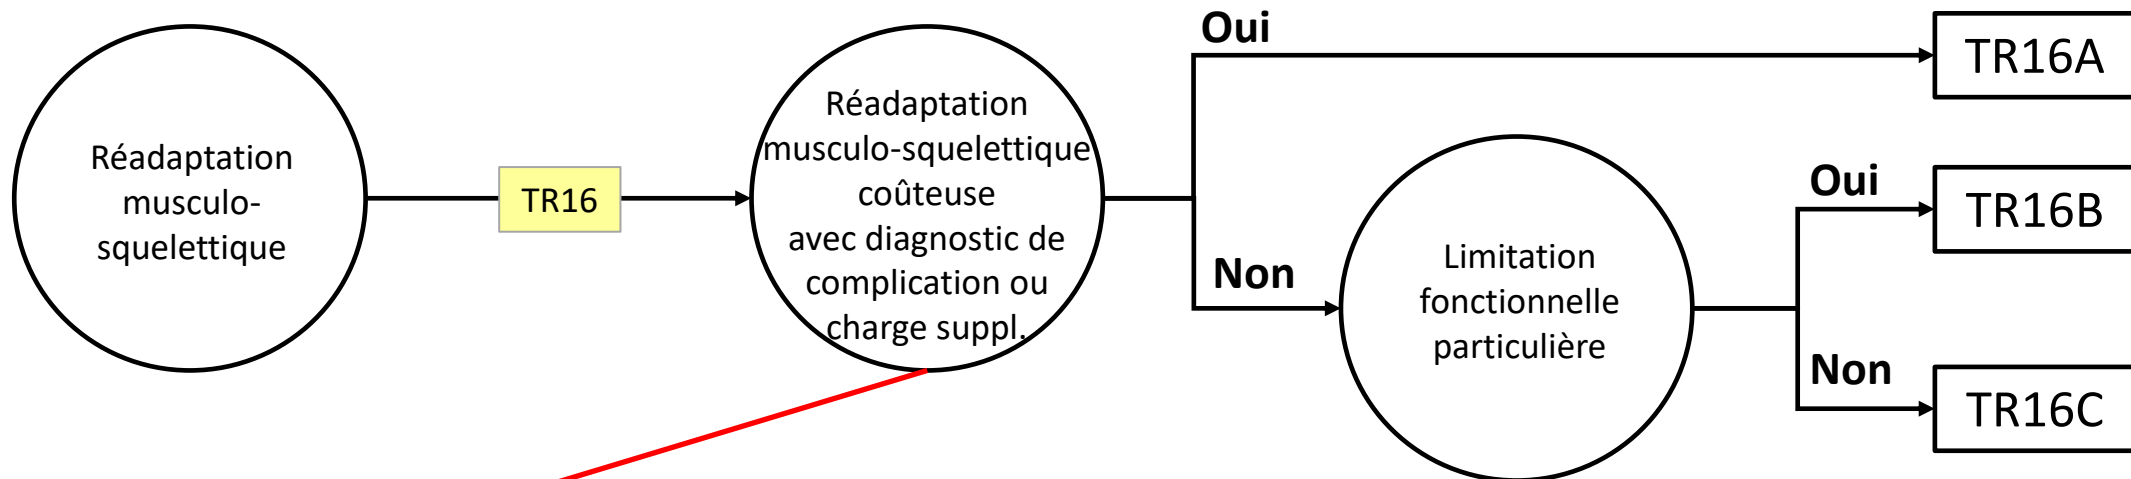 Réadaptation
musculo-
squelettique
TR16
Réadaptation
musculo-squelettique
coûteuse
avec diagnostic de
complication ou
charge suppl.
Oui
TR16A
Non
Limitation
fonctionnelle
particulière
Oui
TR16B
Non
TR16C